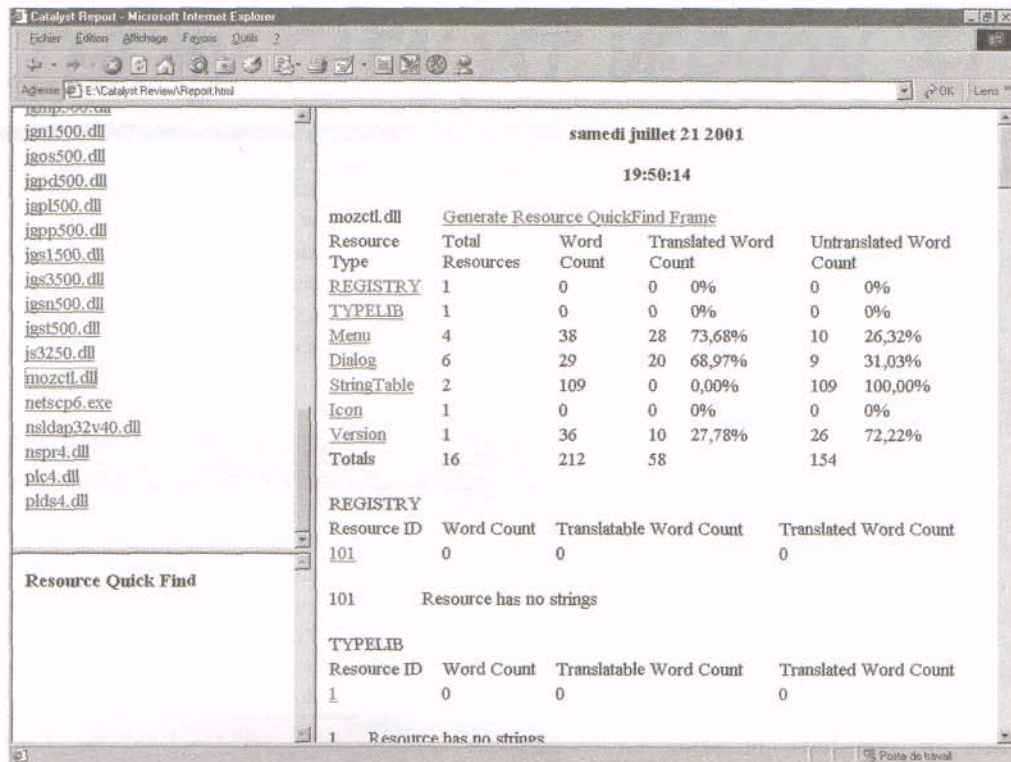 Catalyst Report - Microsoft Internet Explorer
Fichier Edition Affichage Favoris Outils ?
Adresse E:\Catalyst Review\Report.html OK Liens »
jgn1500.dll
jgos500.dll
jgpd500.dll
jgpl500.dll
jgpp500.dll
jgs1500.dll
jgs3500.dll
jgsn500.dll
jgst500.dll
js3250.dll
mozctl.dll
netscp6.exe
nsldap32v40.dll
nspr4.dll
plc4.dll
plds4.dll
Resource Quick Find
samedi juillet 21 2001
19:50:14
mozctl.dll Generate Resource QuickFind Frame
Resource Type Total Resources Word Count Translated Word Count Untranslated Word Count
REGISTRY 1 0 0 0% 0 0%
TYPELIB 1 0 0 0% 0 0%
Menu 4 38 28 73,68% 10 26,32%
Dialog 6 29 20 68,97% 9 31,03%
StringTable 2 109 0 0,00% 109 100,00%
Icon 1 0 0 0% 0 0%
Version 1 36 10 27,78% 26 72,22%
Totals 16 212 58 154
REGISTRY
Resource ID Word Count Translatable Word Count Translated Word Count
101 0 0 0
101 Resource has no strings
TYPELIB
Resource ID Word Count Translatable Word Count Translated Word Count
1 0 0 0
1 Resource has no strings
Poste de travail